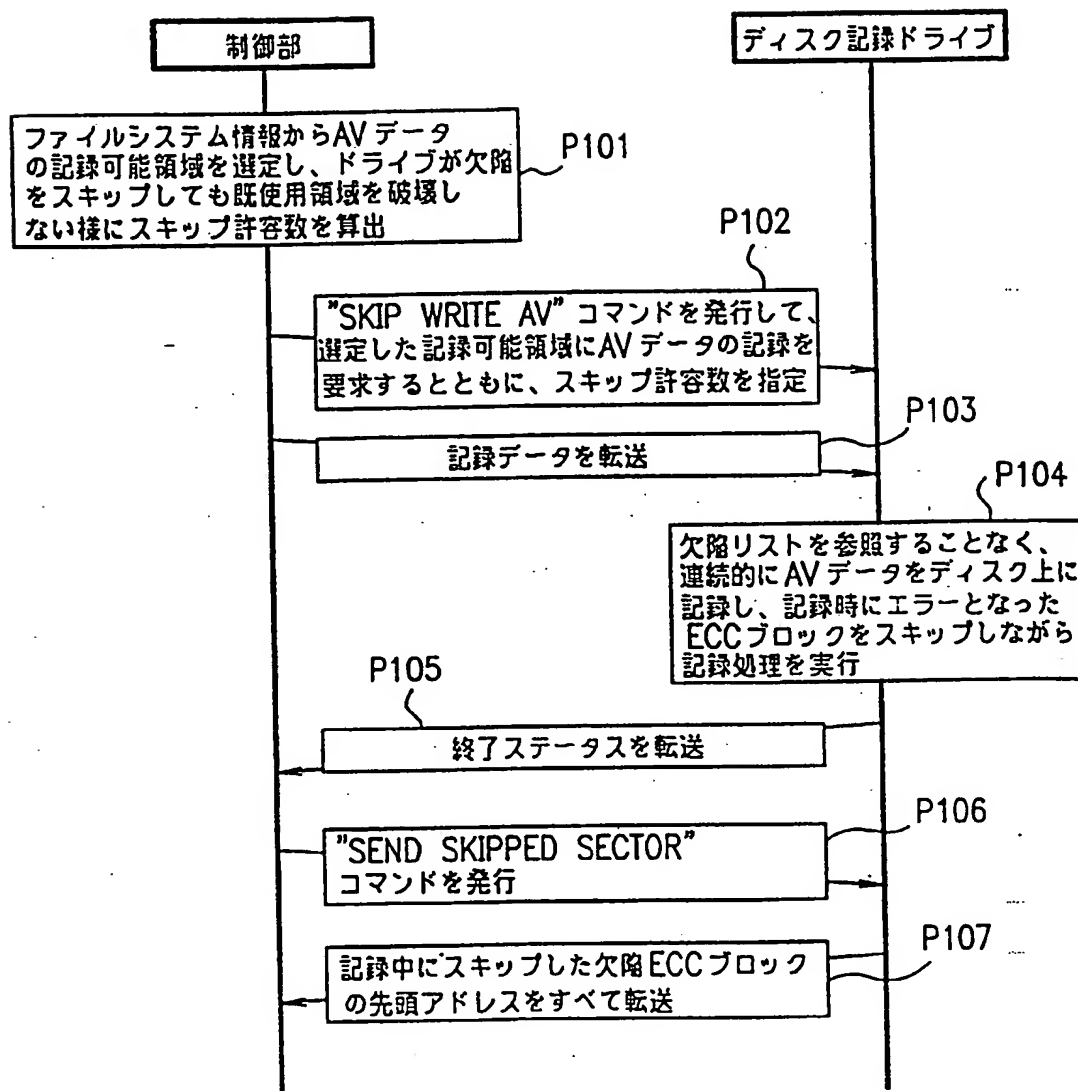 制御部
ディスク記録ドライブ
ファイルシステム情報からAVデータ
の記録可能領域を選定し、ドライブが欠陥
をスキップしても既使用領域を破壊し
ない様にスキップ許容数を算出
P101
P102
"SKIP WRITE AV" コマンドを発行して、
選定した記録可能領域にAVデータの記録を
要求するとともに、スキップ許容数を指定
P103
記録データを転送
P104
欠陥リストを参照することなく、
連続的にAVデータをディスク上に
記録し、記録時にエラーとなった
ECCブロックをスキップしながら
記録処理を実行
P105
終了ステータスを転送
P106
"SEND SKIPPED SECTOR"
コマンドを発行
P107
記録中にスキップした欠陥ECCブロック
の先頭アドレスをすべて転送